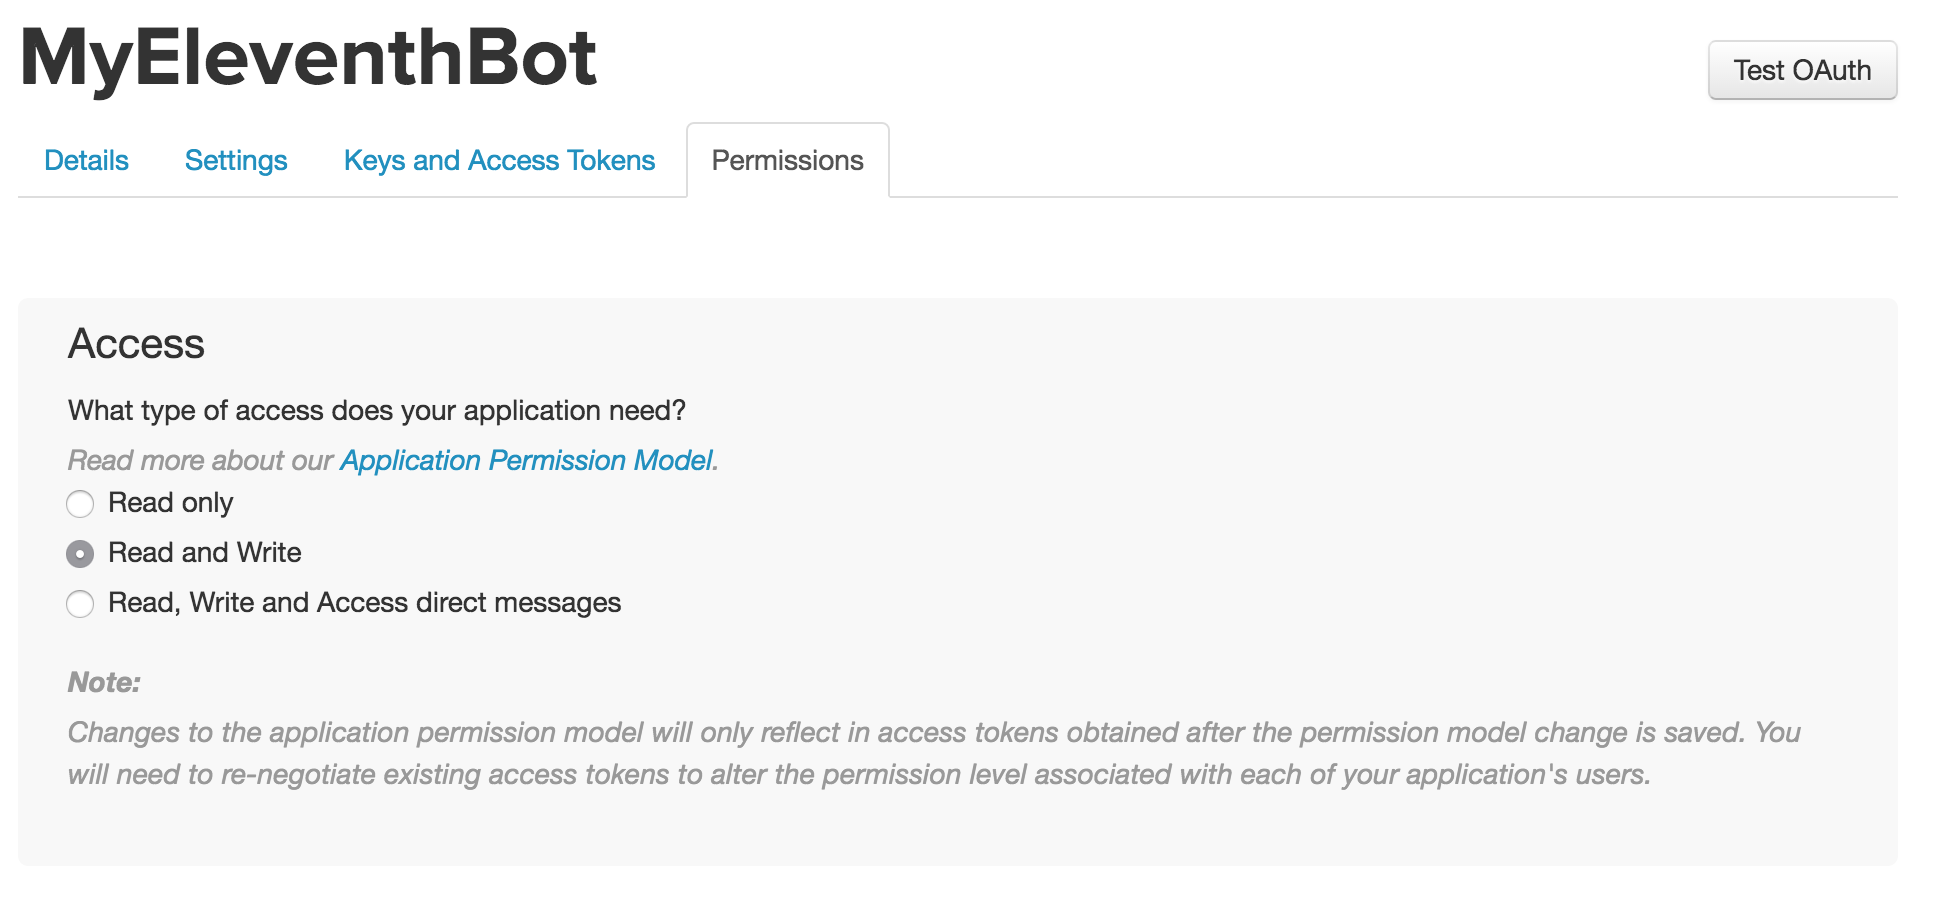 MyEleventhBot
Test OAuth
Details Settings Keys and Access Tokens Permissions
Access
What type of access does your application need?
Read more about our Application Permission Model.
Read only
Read and Write
Read, Write and Access direct messages
Note:
Changes to the application permission model will only reflect in access tokens obtained after the permission model change is saved. You
will need to re-negotiate existing access tokens to alter the permission level associated with each of your application's users.